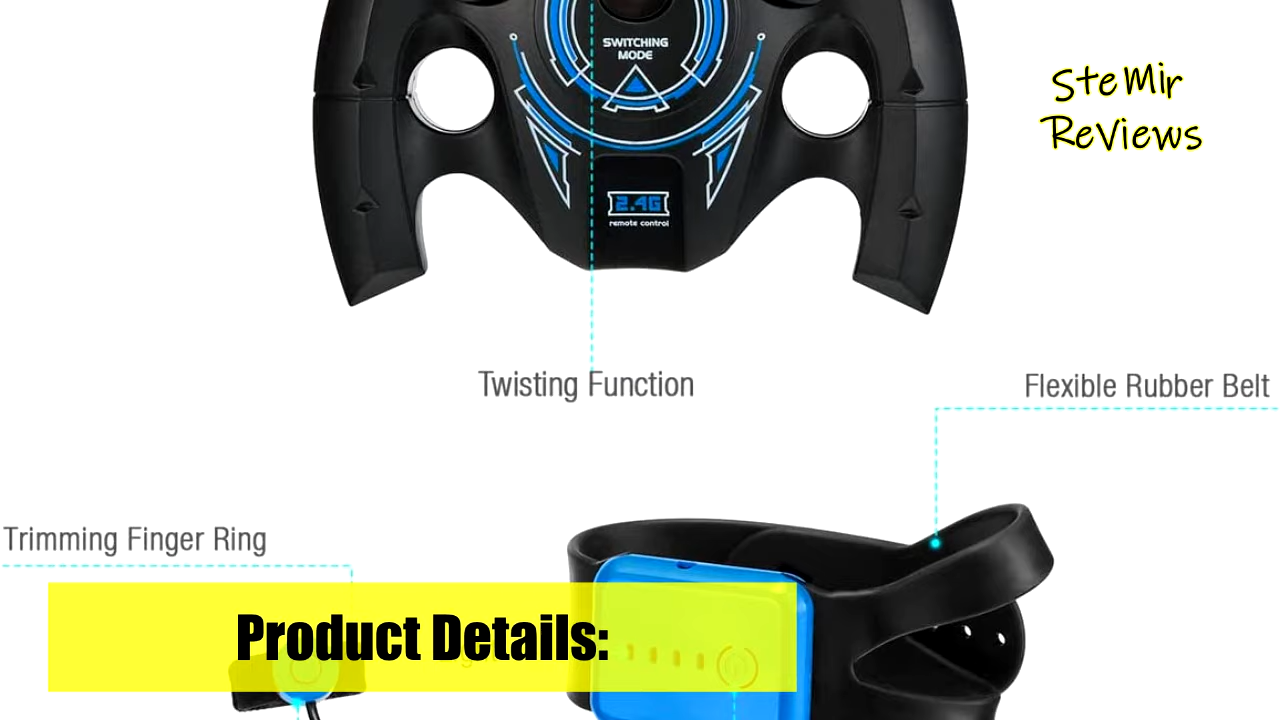 SWITCHING
MODE
SteMir
Reviews
2.4G
remote control
Twisting Function
Flexible Rubber Belt
Trimming Finger Ring
Product Details: